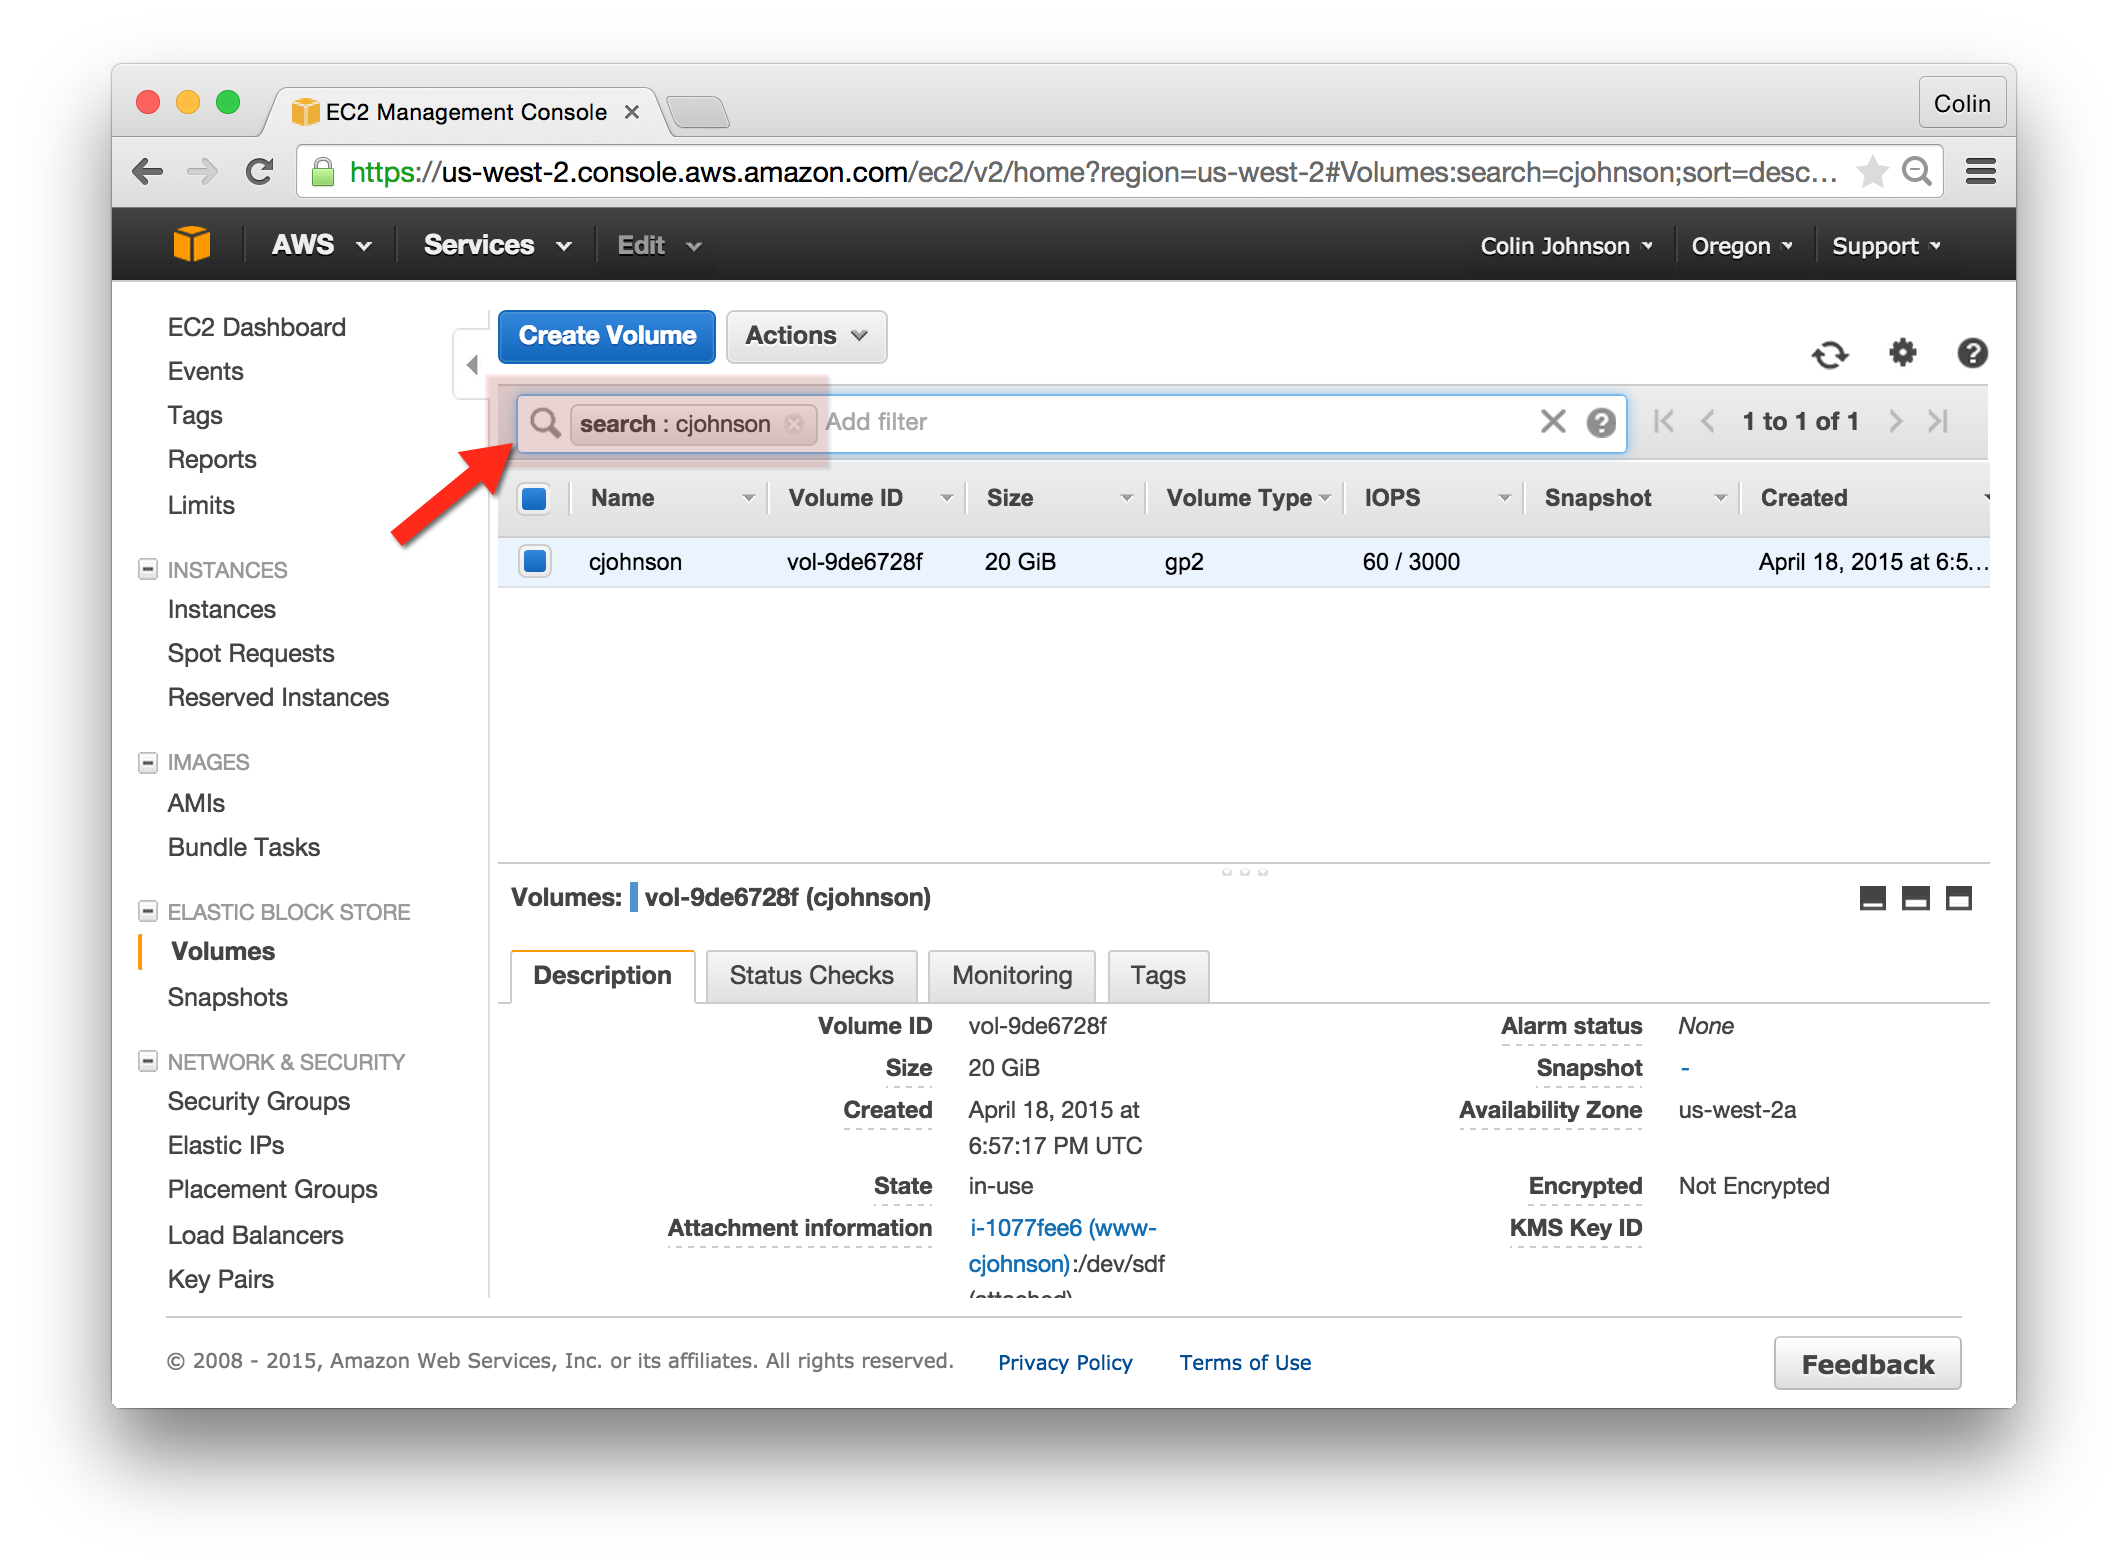 EC2 Management Console
Colin
https://us-west-2.console.aws.amazon.com/ec2/v2/home?region=us-west-2#Volumes:search=cjohnson;sort=desc...
AWS Services Edit Colin Johnson Oregon Support
EC2 Dashboard
Events
Tags
Reports
Limits
INSTANCES
Instances
Spot Requests
Reserved Instances
IMAGES
AMIs
Bundle Tasks
ELASTIC BLOCK STORE
Volumes
Snapshots
NETWORK & SECURITY
Security Groups
Elastic IPs
Placement Groups
Load Balancers
Key Pairs
Create Volume Actions
search : cjohnson Add filter 1 to 1 of 1
Name Volume ID Size Volume Type IOPS Snapshot Created
cjohnson vol-9de6728f 20 GiB gp2 60 / 3000 April 18, 2015 at 6:5...
Volumes: vol-9de6728f (cjohnson)
Description Status Checks Monitoring Tags
Volume ID vol-9de6728f
Size 20 GiB
Created April 18, 2015 at
6:57:17 PM UTC
State in-use
Attachment information i-1077fee6 (www-
cjohnson):/dev/sdf
(attached)
Alarm status None
Snapshot -
Availability Zone us-west-2a
Encrypted Not Encrypted
KMS Key ID
© 2008 - 2015, Amazon Web Services, Inc. or its affiliates. All rights reserved. Privacy Policy Terms of Use Feedback